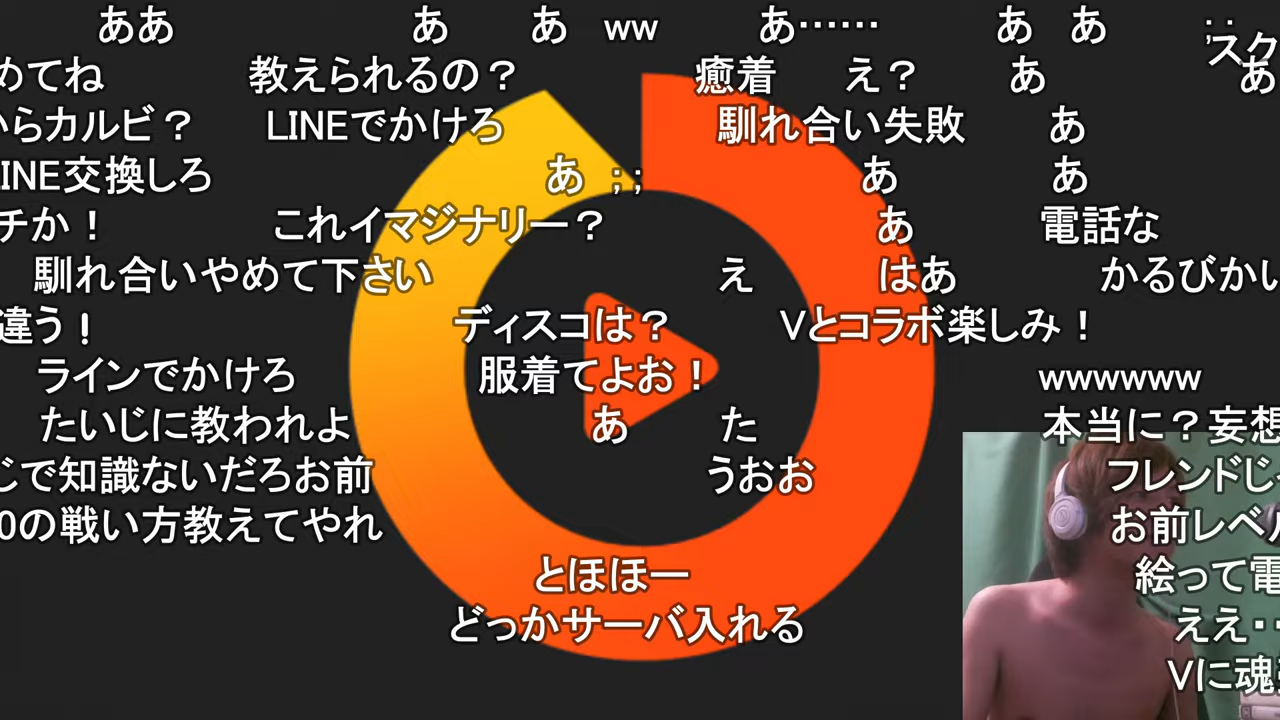 ああ あ あ ww あ…… あ あ
スク
めてね 教えられるの？ 癒着 え？ あ あ
からカルビ？ LINEでかけろ 馴れ合い失敗 あ
INE交換しろ あ ；； あ あ
チか！ これイマジナリー？ あ 電話な
馴れ合いやめて下さい え はあ かるびかい
違う！ ディスコは？ Vとコラボ楽しみ！
ラインでかけろ 服着てよお！ wwwwww
たいじに教われよ あ た 本当に？妄想
じで知識ないだろお前 うおお フレンドじゃ
0の戦い方教えてやれ お前レベル
とほほー 絵って電
どっかサーバ入れる ええ‥
Vに魂